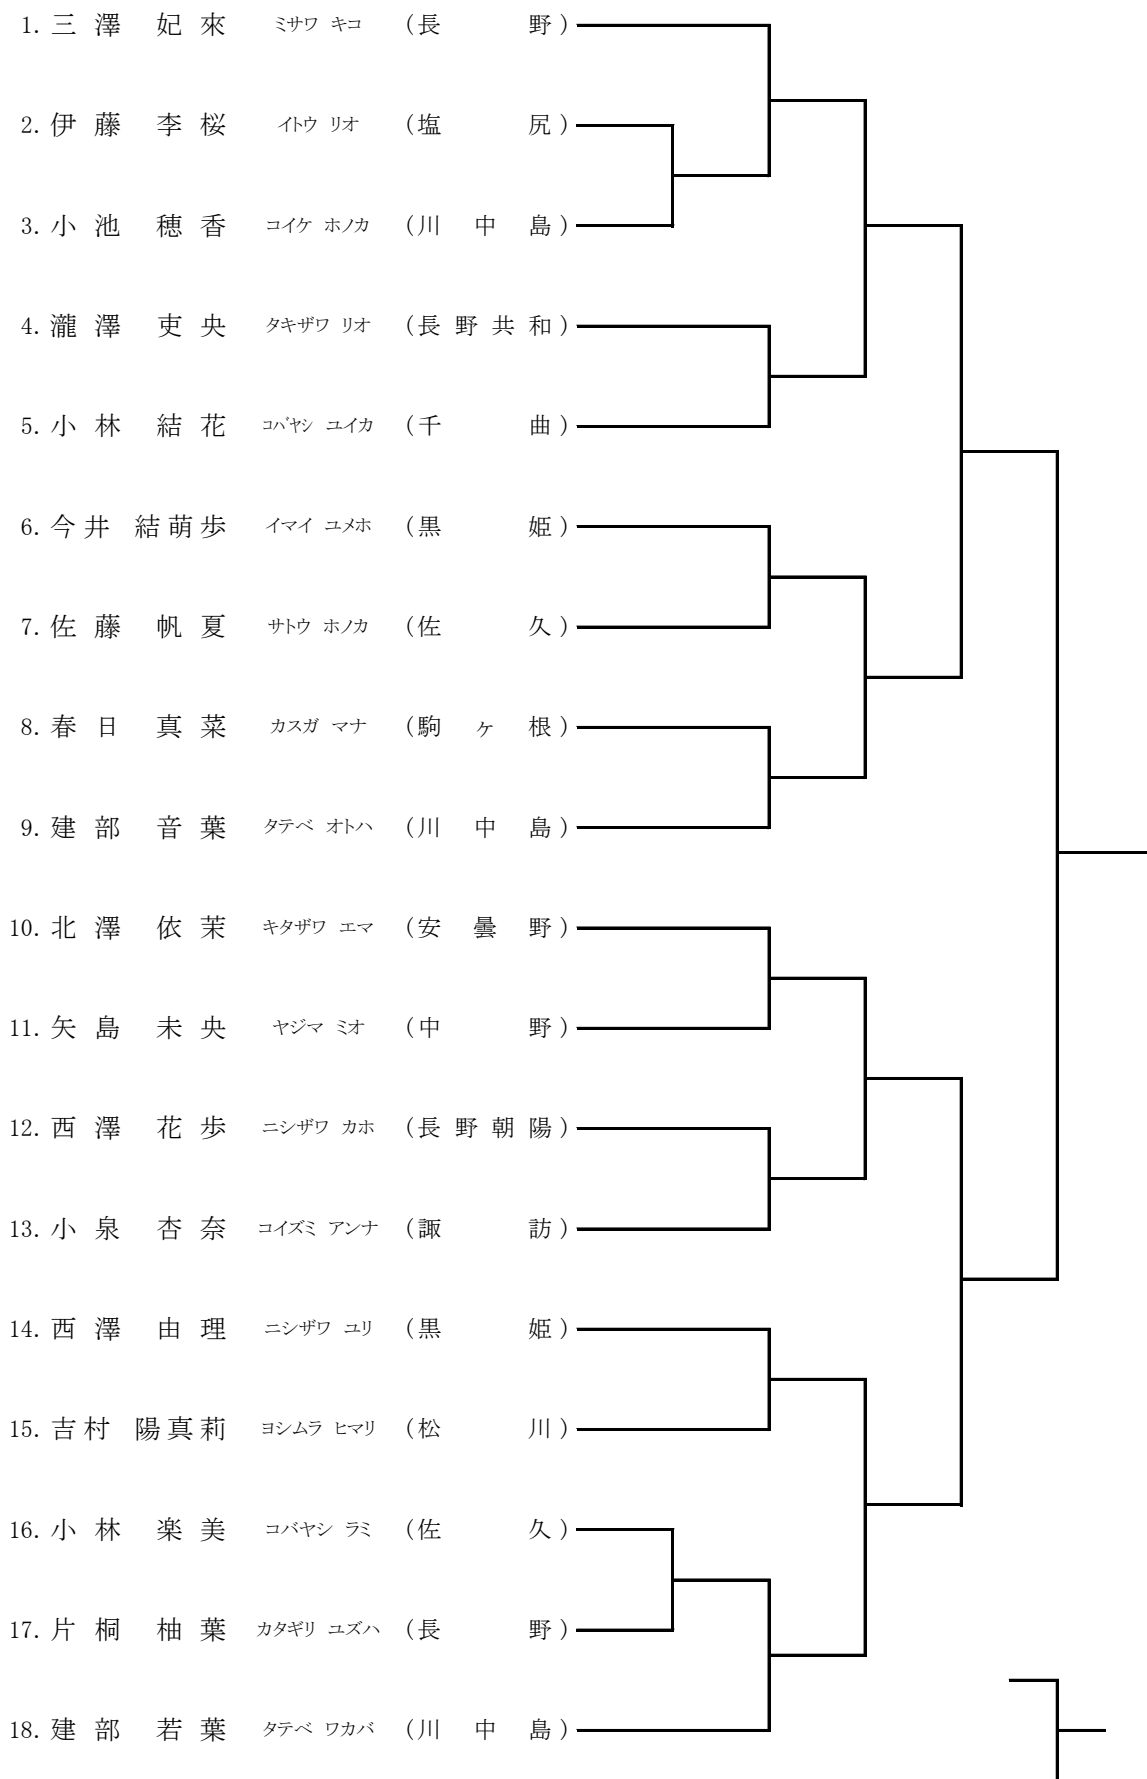 1. 三澤 妃來 ミサワ キコ (長野)
2. 伊藤 李桜 イトウ リオ (塩尻)
3. 小池 穂香 コイケ ホノカ (川中島)
4. 瀧澤 吏央 タキザワ リオ (長野共和)
5. 小林 結花 コバヤシ ユイカ (千曲)
6. 今井 結萌歩 イマイ ユメホ (黒姫)
7. 佐藤 帆夏 サトウ ホノカ (佐久)
8. 春日 真菜 カスガ マナ (駒ヶ根)
9. 建部 音葉 タテベ オトハ (川中島)
10. 北澤 依茉 キタザワ エマ (安曇野)
11. 矢島 未央 ヤジマ ミオ (中野)
12. 西澤 花歩 ニシザワ カホ (長野朝陽)
13. 小泉 杏奈 コイズミ アンナ (諏訪)
14. 西澤 由理 ニシザワ ユリ (黒姫)
15. 吉村 陽真莉 ヨシムラ ヒマリ (松川)
16. 小林 楽美 コバヤシ ラミ (佐久)
17. 片桐 柚葉 カタギリ ユズハ (長野)
18. 建部 若葉 タテベ ワカバ (川中島)